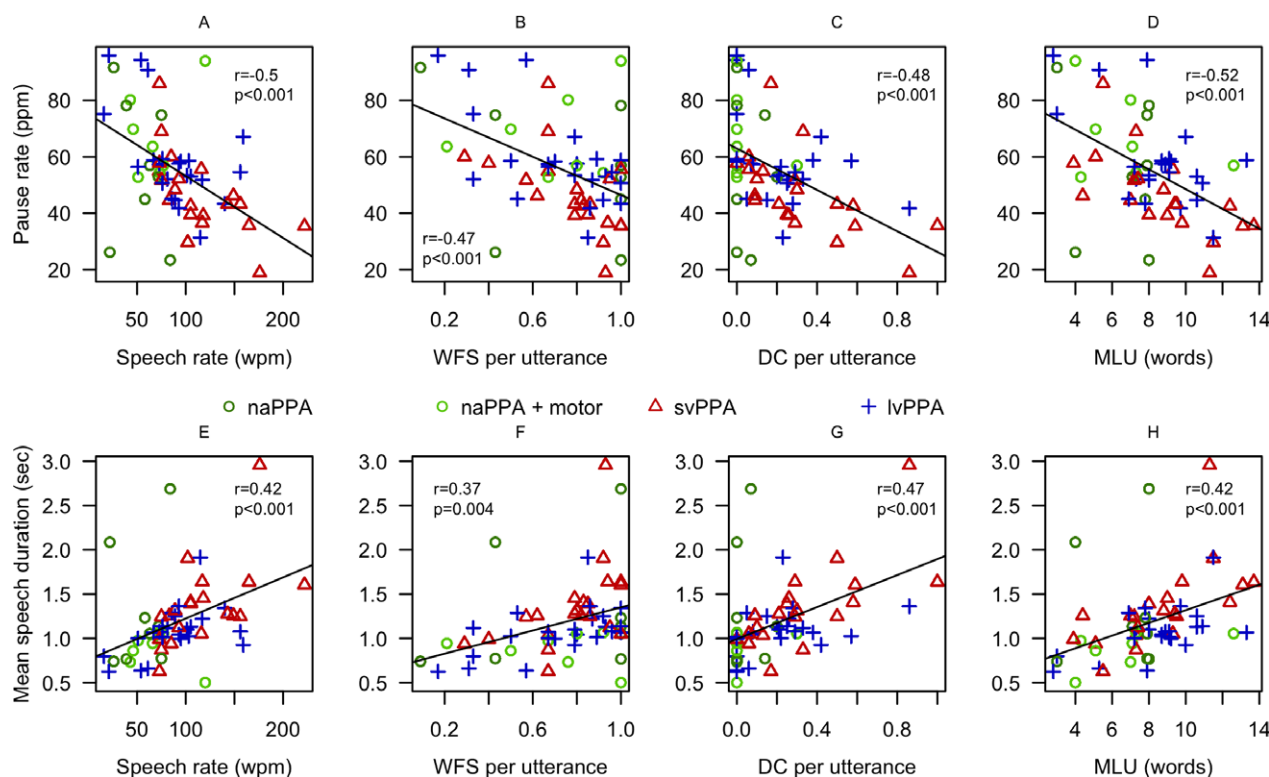 A
B
C
D
Pause rate (ppm)
80
60
40
20
r=-0.5
p<0.001
r=-0.47
p<0.001
r=-0.48
p<0.001
r=-0.52
p<0.001
50 100 200
0.2 0.6 1.0
0.0 0.4 0.8
4 6 8 10 14
Speech rate (wpm)
WFS per utterance
DC per utterance
MLU (words)
naPPA
naPPA + motor
svPPA
lvPPA
E
F
G
H
Mean speech duration (sec)
3.0
2.5
2.0
1.5
1.0
0.5
r=0.42
p<0.001
r=0.37
p=0.004
r=0.47
p<0.001
r=0.42
p<0.001
50 100 200
0.2 0.6 1.0
0.0 0.4 0.8
4 6 8 10 14
Speech rate (wpm)
WFS per utterance
DC per utterance
MLU (words)